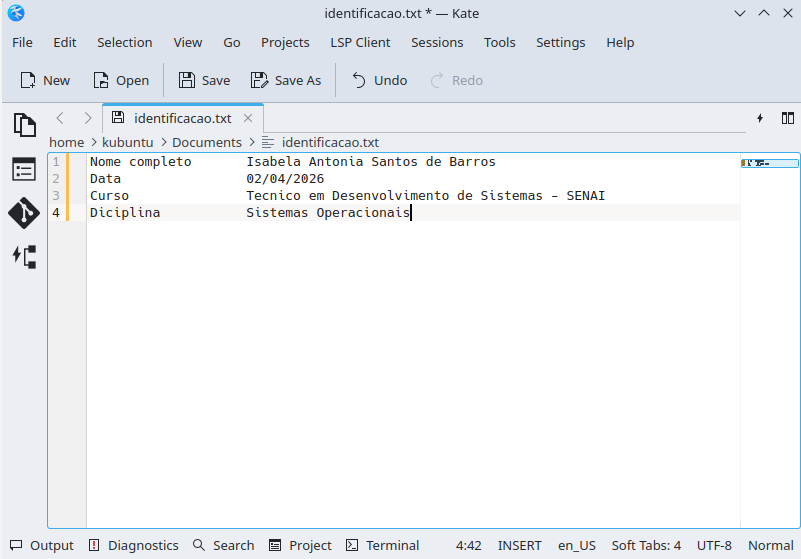 identificacao.txt * — Kate
File Edit Selection View Go Projects LSP Client Sessions Tools Settings Help
New Open Save Save As Undo Redo
identificacao.txt
home > kubuntu > Documents > identificacao.txt
1 Nome completo Isabela Antonia Santos de Barros
2 Data 02/04/2026
3 Curso Tecnico em Desenvolvimento de Sistemas - SENAI
4 Diciplina Sistemas Operacionais
Output Diagnostics Search Project Terminal 4:42 INSERT en_US Soft Tabs: 4 UTF-8 Normal